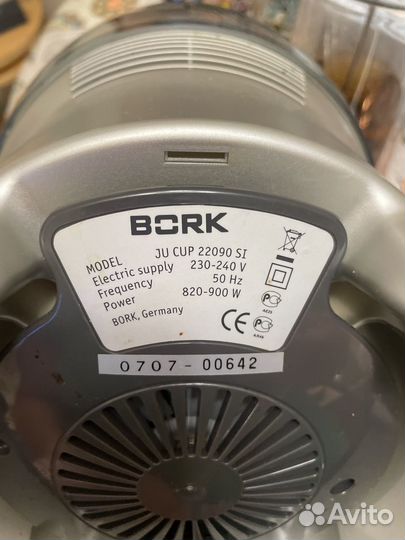 BORK
MODEL JU CUP 22090 SI
Electric supply 230-240 V
Frequency 50 Hz
Power 820-900 W
BORK, Germany
CE
0707-00642
Avito